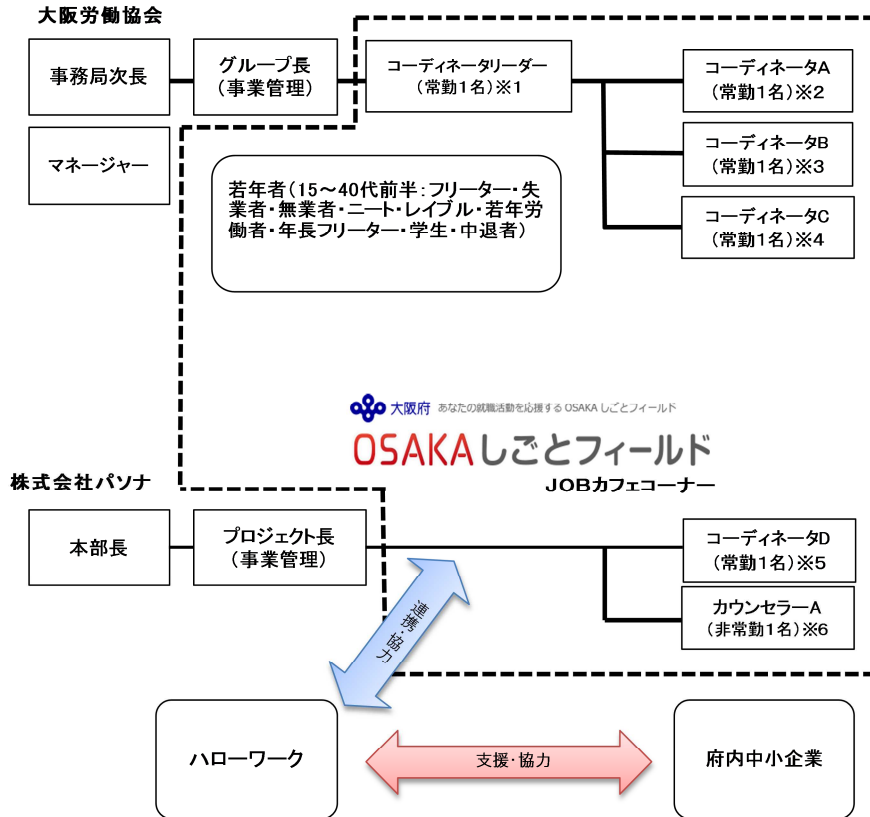 大阪労働協会
事務局次長
グループ長
(事業管理)
コーディネータリーダー
(常勤1名)※1
コーディネータA
(常勤1名)※2
マネージャー
コーディネータB
(常勤1名)※3
コーディネータC
(常勤1名)※4
若年者(15～40代前半:フリーター・失
業者・無業者・ニート・レイブル・若年労
働者・年長フリーター・学生・中退者)
大阪府 あなたの就職活動を応援する OSAKA しごとフィールド
OSAKAしごとフィールド
JOBカフェコーナー
株式会社パソナ
本部長
プロジェクト長
(事業管理)
コーディネータD
(常勤1名)※5
カウンセラーA
(非常勤1名)※6
連携・協力
ハローワーク
支援・協力
府内中小企業